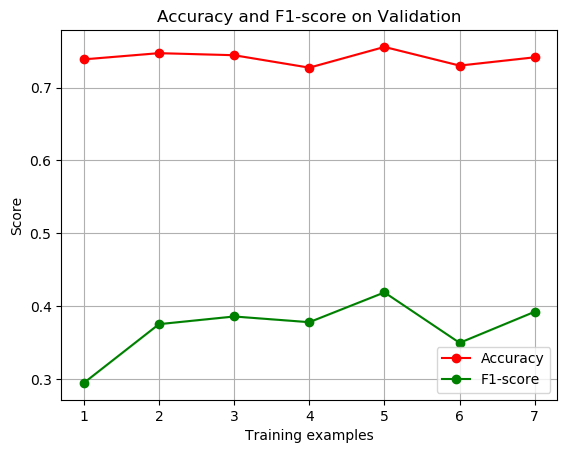 Accuracy and F1-score on Validation
Score
0.7
0.6
0.5
0.4
0.3
1 2 3 4 5 6 7
Training examples
Accuracy
F1-score